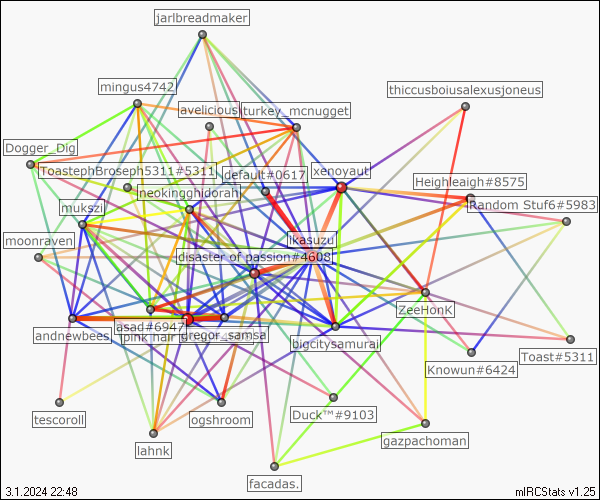 jarlbreadmaker
mingus4742
thiccusboiusalexusjoneus
avelicious
turkey_mcnugget
Dogger_Dig
ToastephBroseph5311#5311
default#0617
xenoyaut
Heighleagh#8575
neokingghidorah
mukszi
Random Stuf6#5983
moonraven
ikasuzu
disaster of passion#4608
ZeeHonK
andnewbees
asad#6947
pink hair
gregor_samsa
bigcitysamurai
Toast#5311
Knowun#6424
tescoroll
ogshroom
Duck™#9103
lahnk
gazpachoman
facadas.
3.1.2024 22:48
mIRCStats v1.25